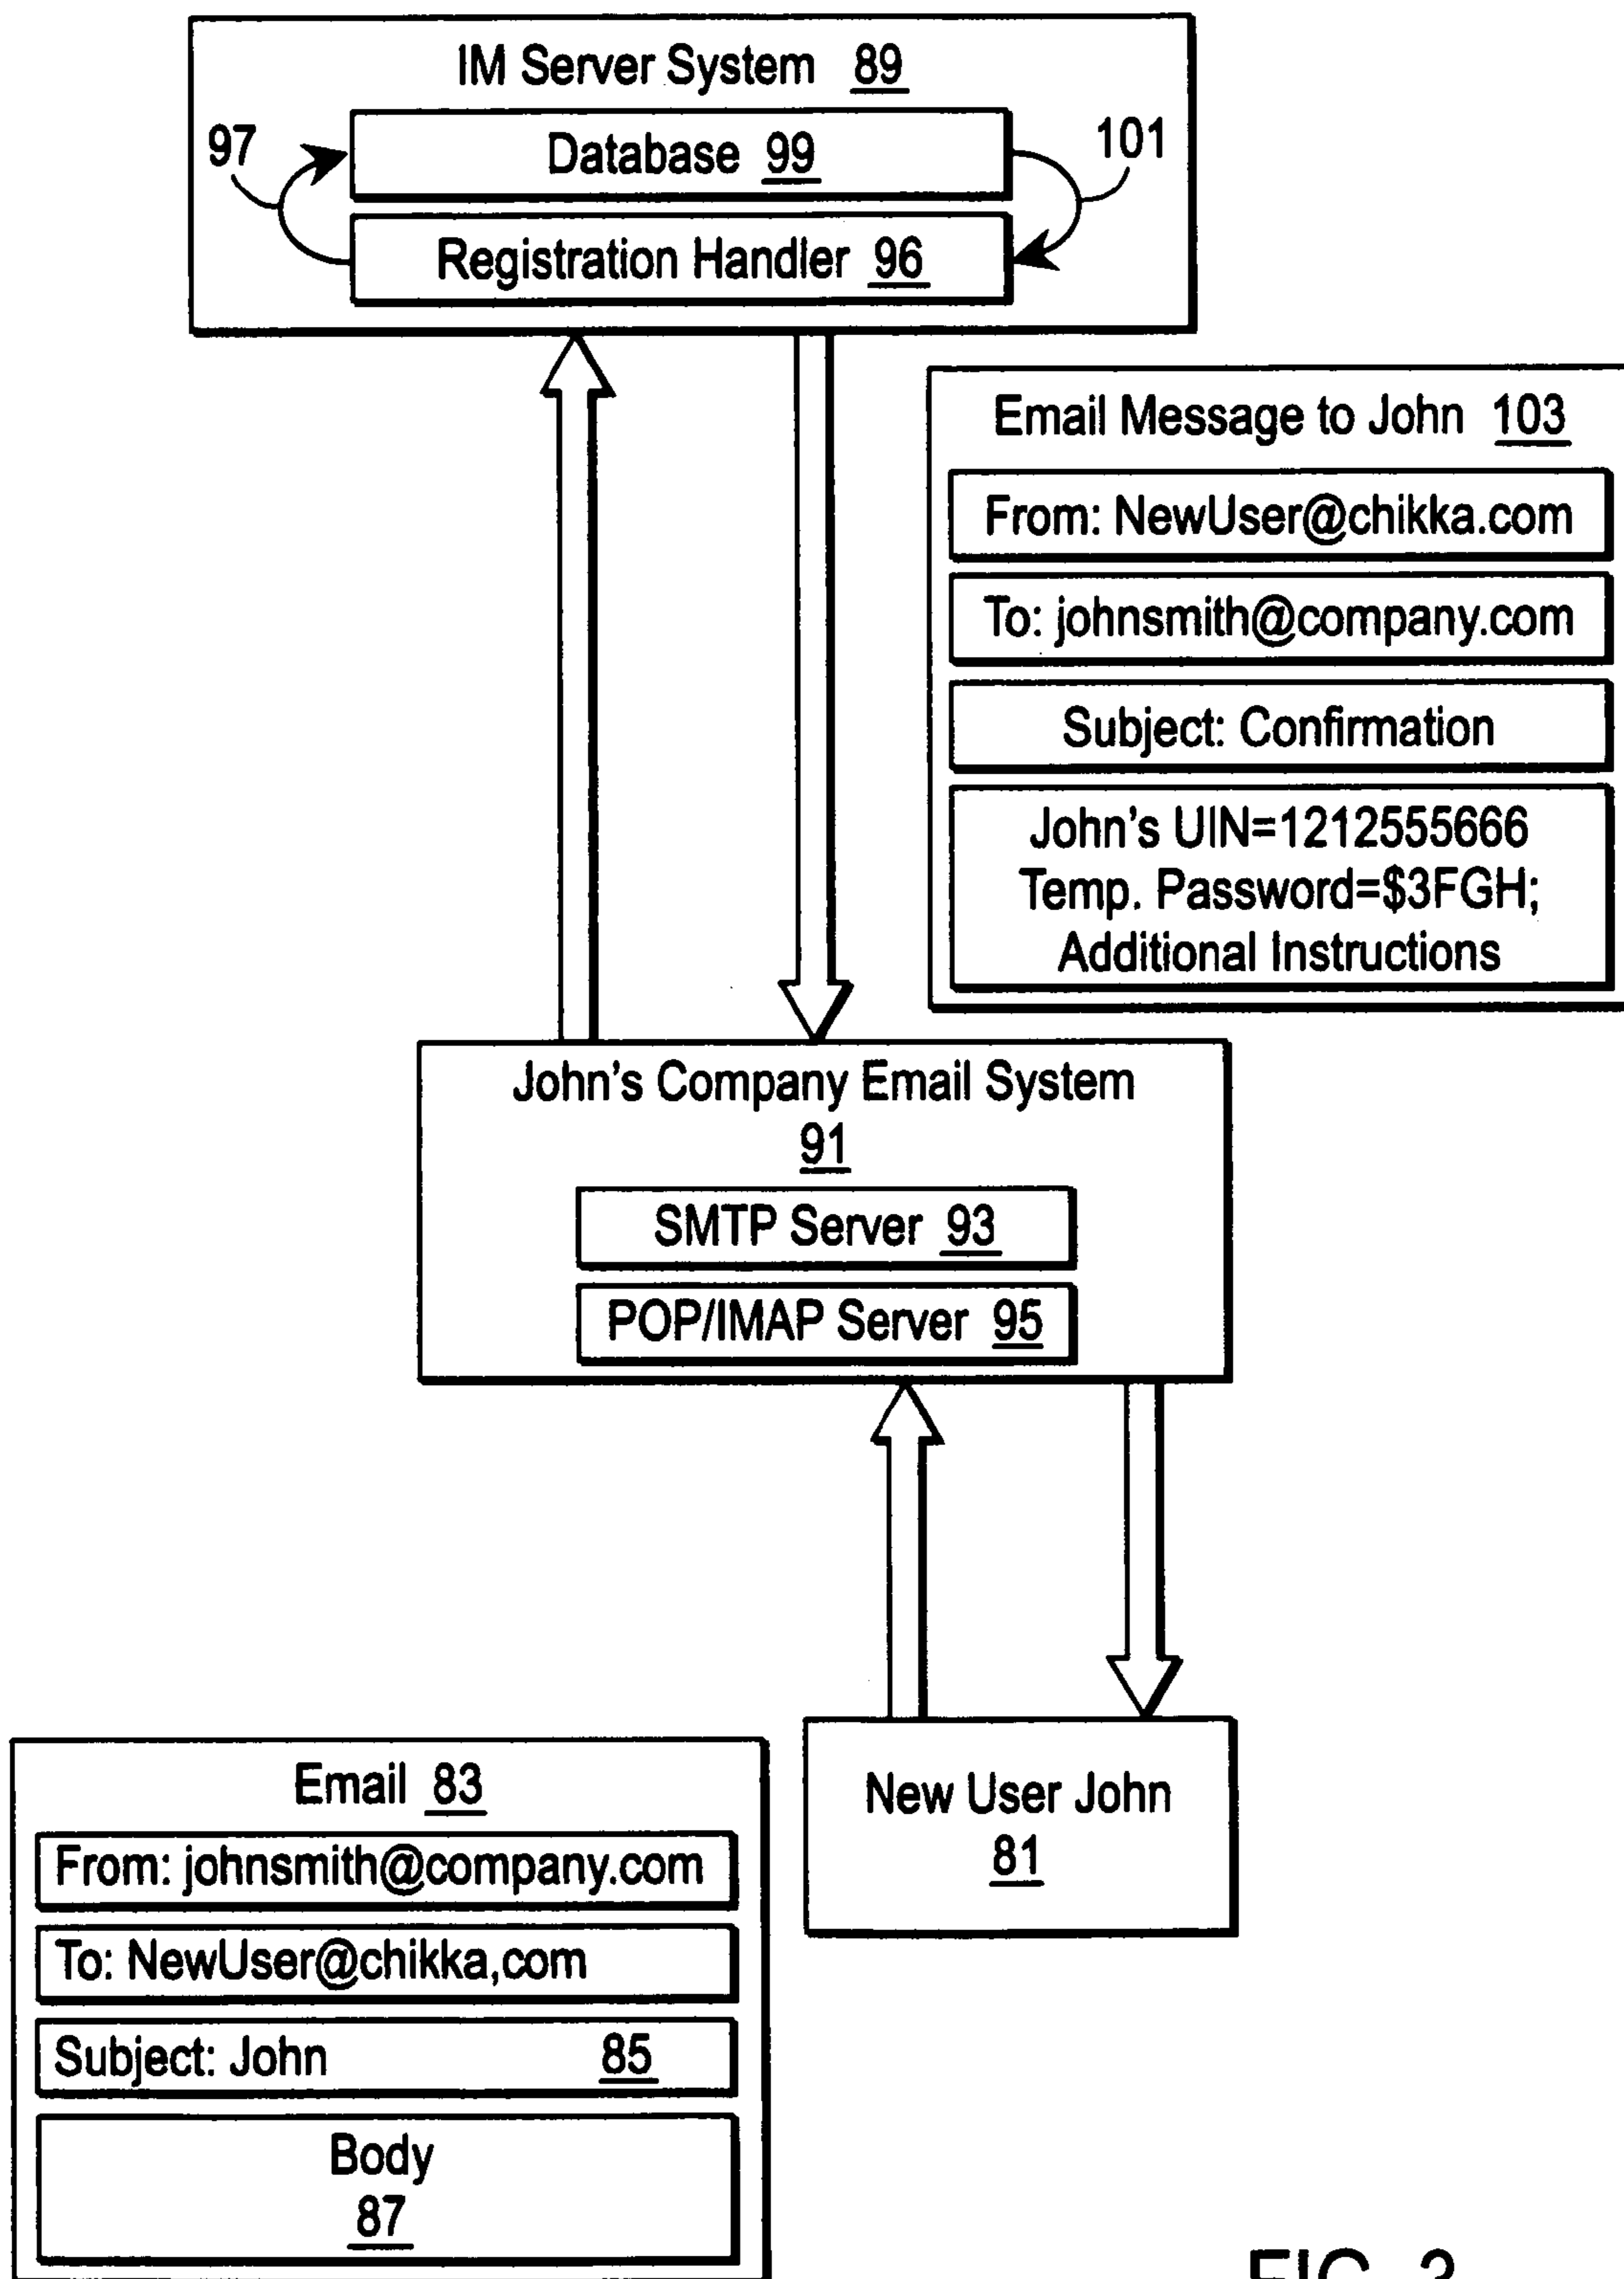 IM Server System 89
97
Database 99
101
Registration Handler 96
Email Message to John 103
From: NewUser@chikka.com
To: johnsmith@company.com
Subject: Confirmation
John's UIN=1212555666
Temp. Password=$3FGH;
Additional Instructions
John's Company Email System
91
SMTP Server 93
POP/IMAP Server 95
New User John
81
Email 83
From: johnsmith@company.com
To: NewUser@chikka,com
Subject: John 85
Body
87